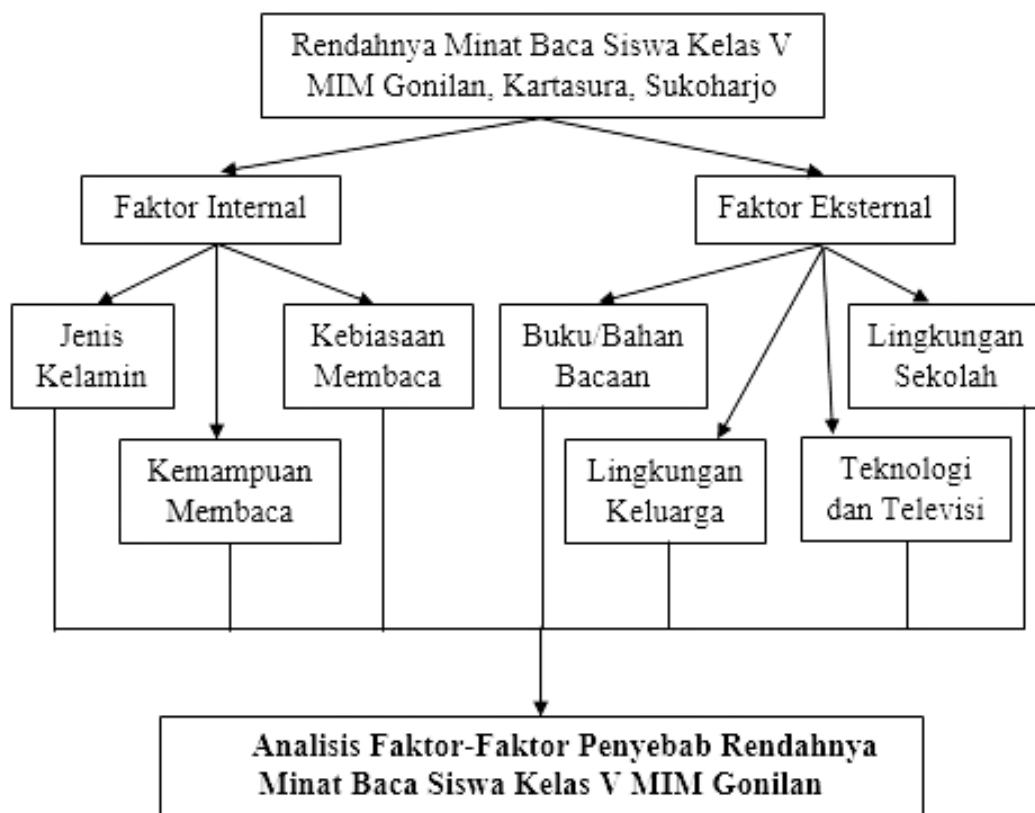 Rendahnya Minat Baca Siswa Kelas V
MIM Gonilan, Kartasura, Sukoharjo
Faktor Internal
Faktor Eksternal
Jenis
Kelamin
Kebiasaan
Membaca
Buku/Bahan
Bacaan
Lingkungan
Sekolah
Kemampuan
Membaca
Lingkungan
Keluarga
Teknologi
dan Televisi
Analisis Faktor-Faktor Penyebab Rendahnya
Minat Baca Siswa Kelas V MIM Gonilan